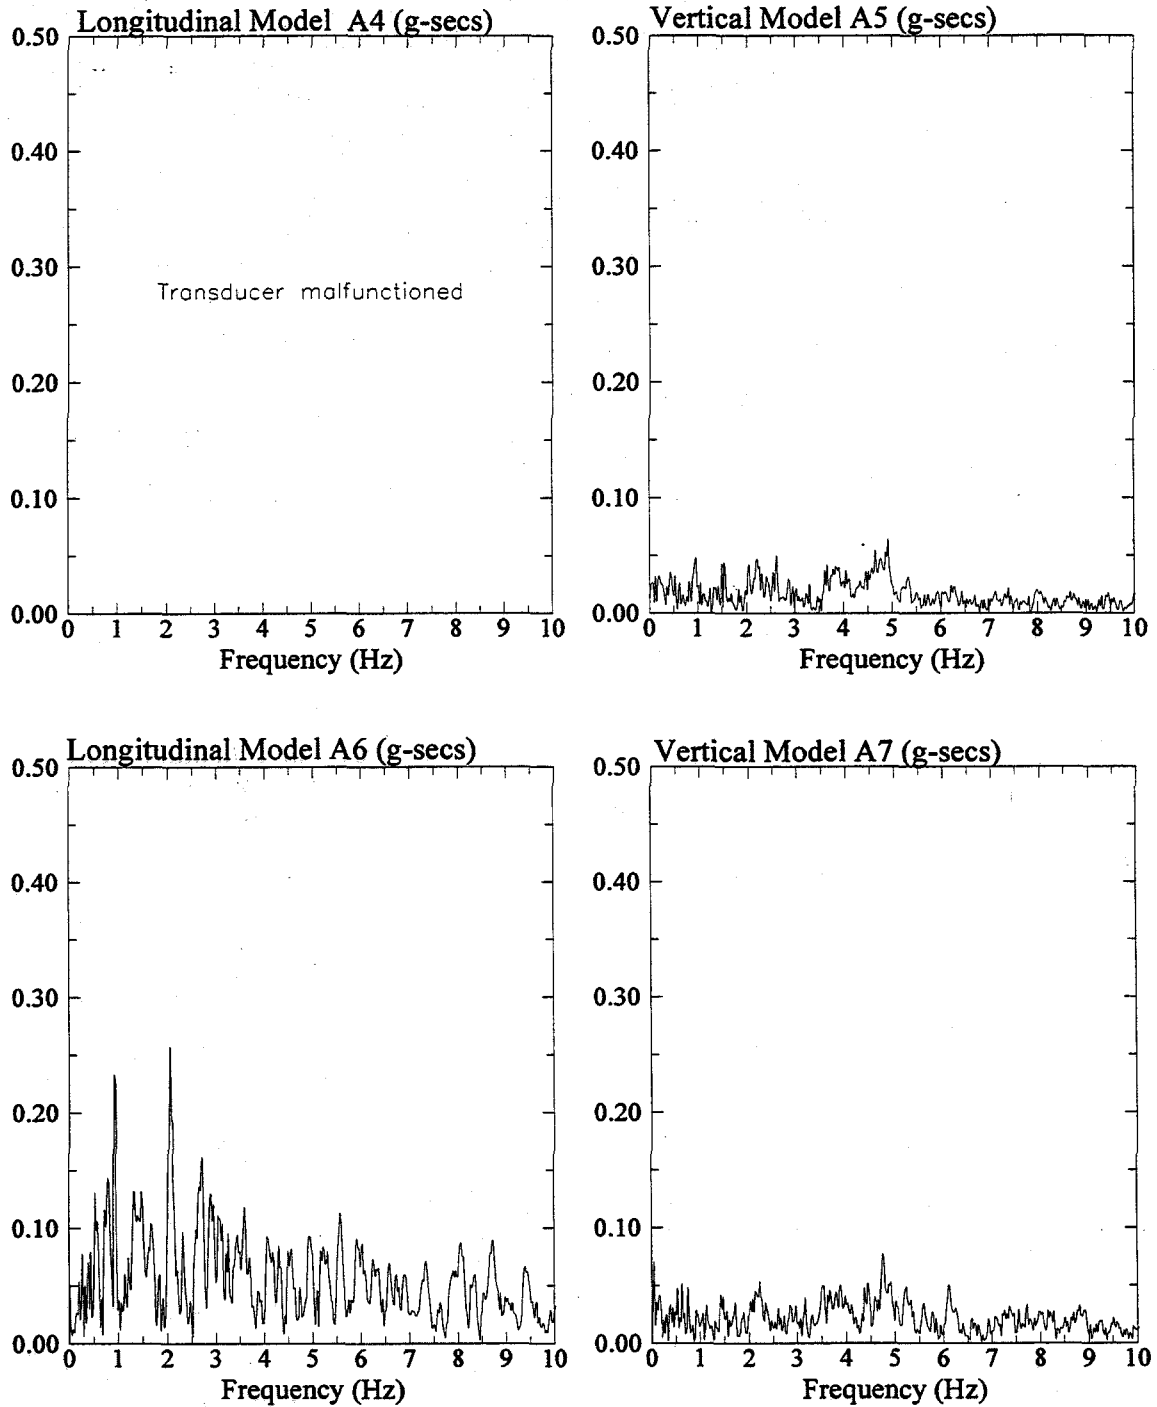 Longitudinal Model A4 (g-secs)
0.50
0.40
0.30
Transducer malfunctioned
0.20
0.10
0.00
0 1 2 3 4 5 6 7 8 9 10
Frequency (Hz)
Vertical Model A5 (g-secs)
0.50
0.40
0.30
0.20
0.10
0.00
0 1 2 3 4 5 6 7 8 9 10
Frequency (Hz)
Longitudinal Model A6 (g-secs)
0.50
0.40
0.30
0.20
0.10
0.00
0 1 2 3 4 5 6 7 8 9 10
Frequency (Hz)
Vertical Model A7 (g-secs)
0.50
0.40
0.30
0.20
0.10
0.00
0 1 2 3 4 5 6 7 8 9 10
Frequency (Hz)